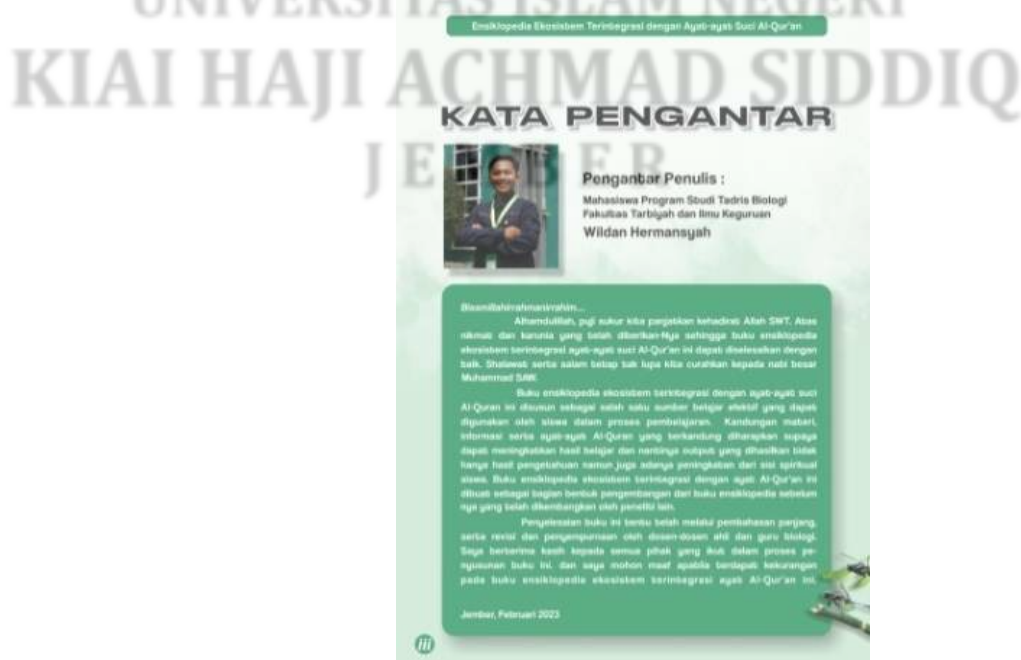 UNIVERSITAS ISLAM NEGERI
KIAI HAJI ACHMAD SIDDIQ
JEMBER
Ensiklopedia Ekosistem Terintegrasi dengan Ayat-ayat Suci Al-Qur'an
KATA PENGANTAR
Pengantar Penulis :
Mahasiswa Program Studi Tadris Biologi
Fakultas Tarbiyah dan Ilmu Keguruan
Wildan Hermansyah
Bissmillahirrahmanirrahim...
Alhamdulillah, puji sukur kita panjatkan kehadirat Allah SWT. Atas
nikmat dan karunia yang telah diberikan-Nya sehingga buku ensiklopedia
ekosistem terintegrasi ayat-ayat suci Al-Qur'an ini dapat diselesaikan dengan
baik. Shalawat serta salam tetap tak lupa kita curahkan kepada nabi besar
Muhammad SAW.
Buku ensiklopedia ekosistem terintegrasi dengan ayat-ayat suci
Al-Quran ini disusun sebagai salah satu sumber belajar efektif yang dapat
digunakan oleh siswa dalam proses pembelajaran. Kandungan materi,
informasi serta ayat-ayat Al-Quran yang terkandung diharapkan supaya
dapat meningkatkan hasil belajar dan nantinya output yang dihasilkan tidak
hanya hasil pengetahuan namun juga adanya peningkatan dari sisi spiritual
siswa. Buku ensiklopedia ekosistem terintegrasi dengan ayat Al-Qur'an ini
dibuat sebagai bagian bentuk pengembangan dari buku ensiklopedia sebelum
nya yang telah dikembangkan oleh peneliti lain.
Penyelesaian buku ini tentu telah melalui pembahasan panjang,
serta revisi dan penyempurnaan oleh dosen-dosen ahli dan guru biologi.
Saya berterima kasih kepada semua pihak yang ikut dalam proses pe-
nyusunan buku ini. dan saya mohon maaf apabila terdapat kekurangan
pada buku ensiklopedia ekosistem terintegrasi ayat Al-Qur'an ini.
Jember, Februari 2023
iii